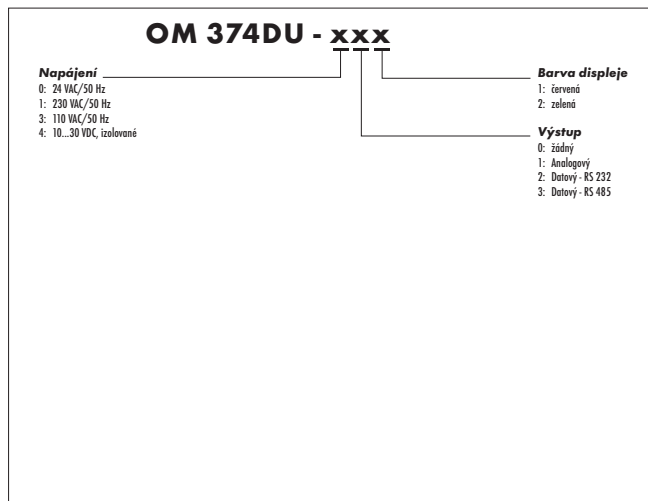 OM 374DU - xxx
Napájení
0: 24 VAC/50 Hz
1: 230 VAC/50 Hz
3: 110 VAC/50 Hz
4: 10...30 VDC, izolované
Barva displeje
1: červená
2: zelená
Výstup
0: žádný
1: Analogový
2: Datový - RS 232
3: Datový - RS 485